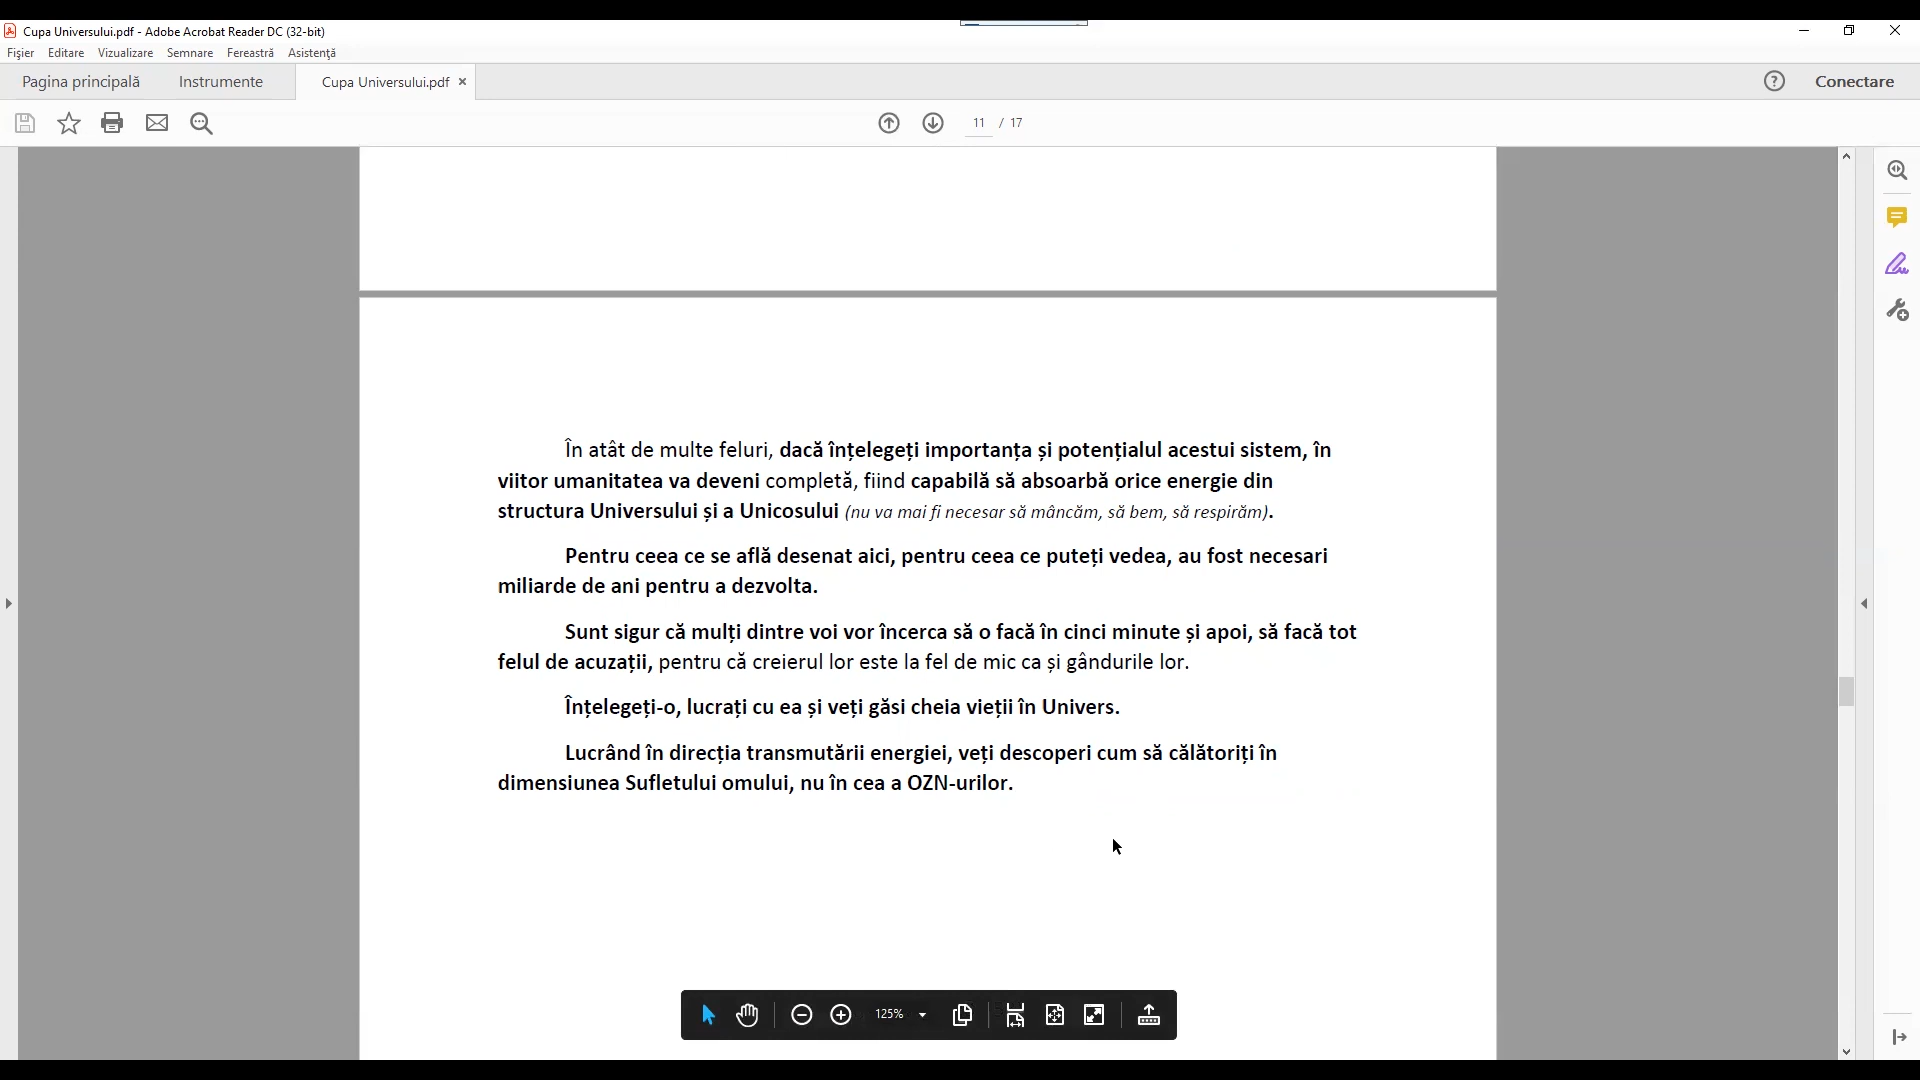 Cupa Universului.pdf - Adobe Acrobat Reader DC (32-bit)
Fișier Editare Vizualizare Semnare Fereastră Asistență
Pagina principală Instrumente Cupa Universului.pdf × Conectare
11 / 17
În atât de multe feluri, dacă înțelegeți importanța și potențialul acestui sistem, în
viitor umanitatea va deveni completă, fiind capabilă să absoarbă orice energie din
structura Universului și a Unicosului (nu va mai fi necesar să mâncăm, să bem, să respirăm).
Pentru ceea ce se află desenat aici, pentru ceea ce puteți vedea, au fost necesari
miliarde de ani pentru a dezvolta.
Sunt sigur că mulți dintre voi vor încerca să o facă în cinci minute și apoi, să facă tot
felul de acuzații, pentru că creierul lor este la fel de mic ca și gândurile lor.
Înțelegeți-o, lucrați cu ea și veți găsi cheia vieții în Univers.
Lucrând în direcția transmutării energiei, veți descoperi cum să călătoriți în
dimensiunea Sufletului omului, nu în cea a OZN-urilor.
125%